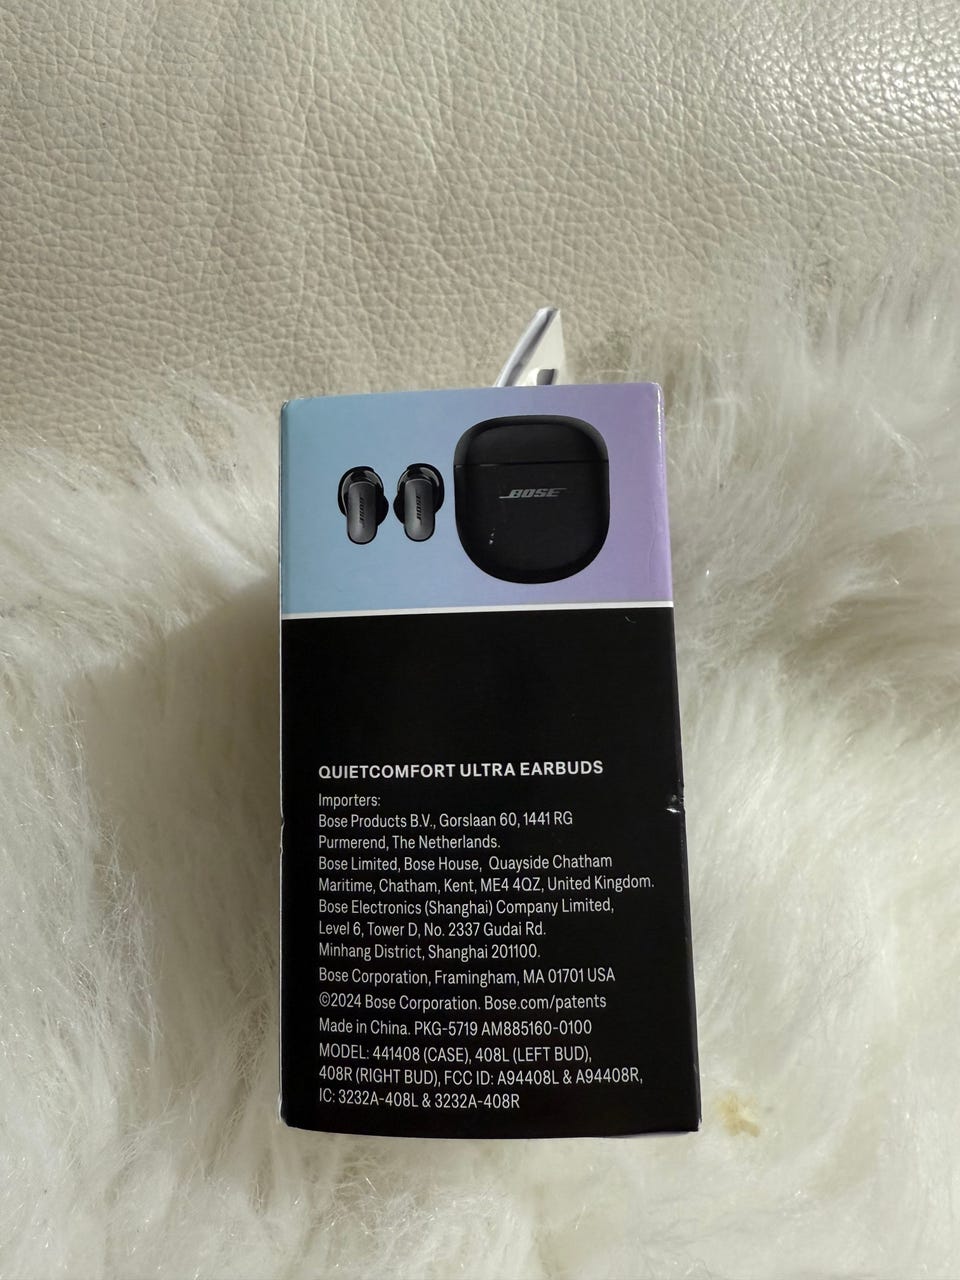 BOSE
BOSE
BOSE
QUIETCOMFORT ULTRA EARBUDS
Importers:
Bose Products B.V., Gorslaan 60, 1441 RG
Purmerend, The Netherlands.
Bose Limited, Bose House, Quayside Chatham
Maritime, Chatham, Kent, ME4 4QZ, United Kingdom.
Bose Electronics (Shanghai) Company Limited,
Level 6, Tower D, No. 2337 Gudai Rd.
Minhang District, Shanghai 201100.
Bose Corporation, Framingham, MA 01701 USA
©2024 Bose Corporation. Bose.com/patents
Made in China. PKG-5719 AM885160-0100
MODEL: 441408 (CASE), 408L (LEFT BUD),
408R (RIGHT BUD), FCC ID: A94408L & A94408R,
IC: 3232A-408L & 3232A-408R